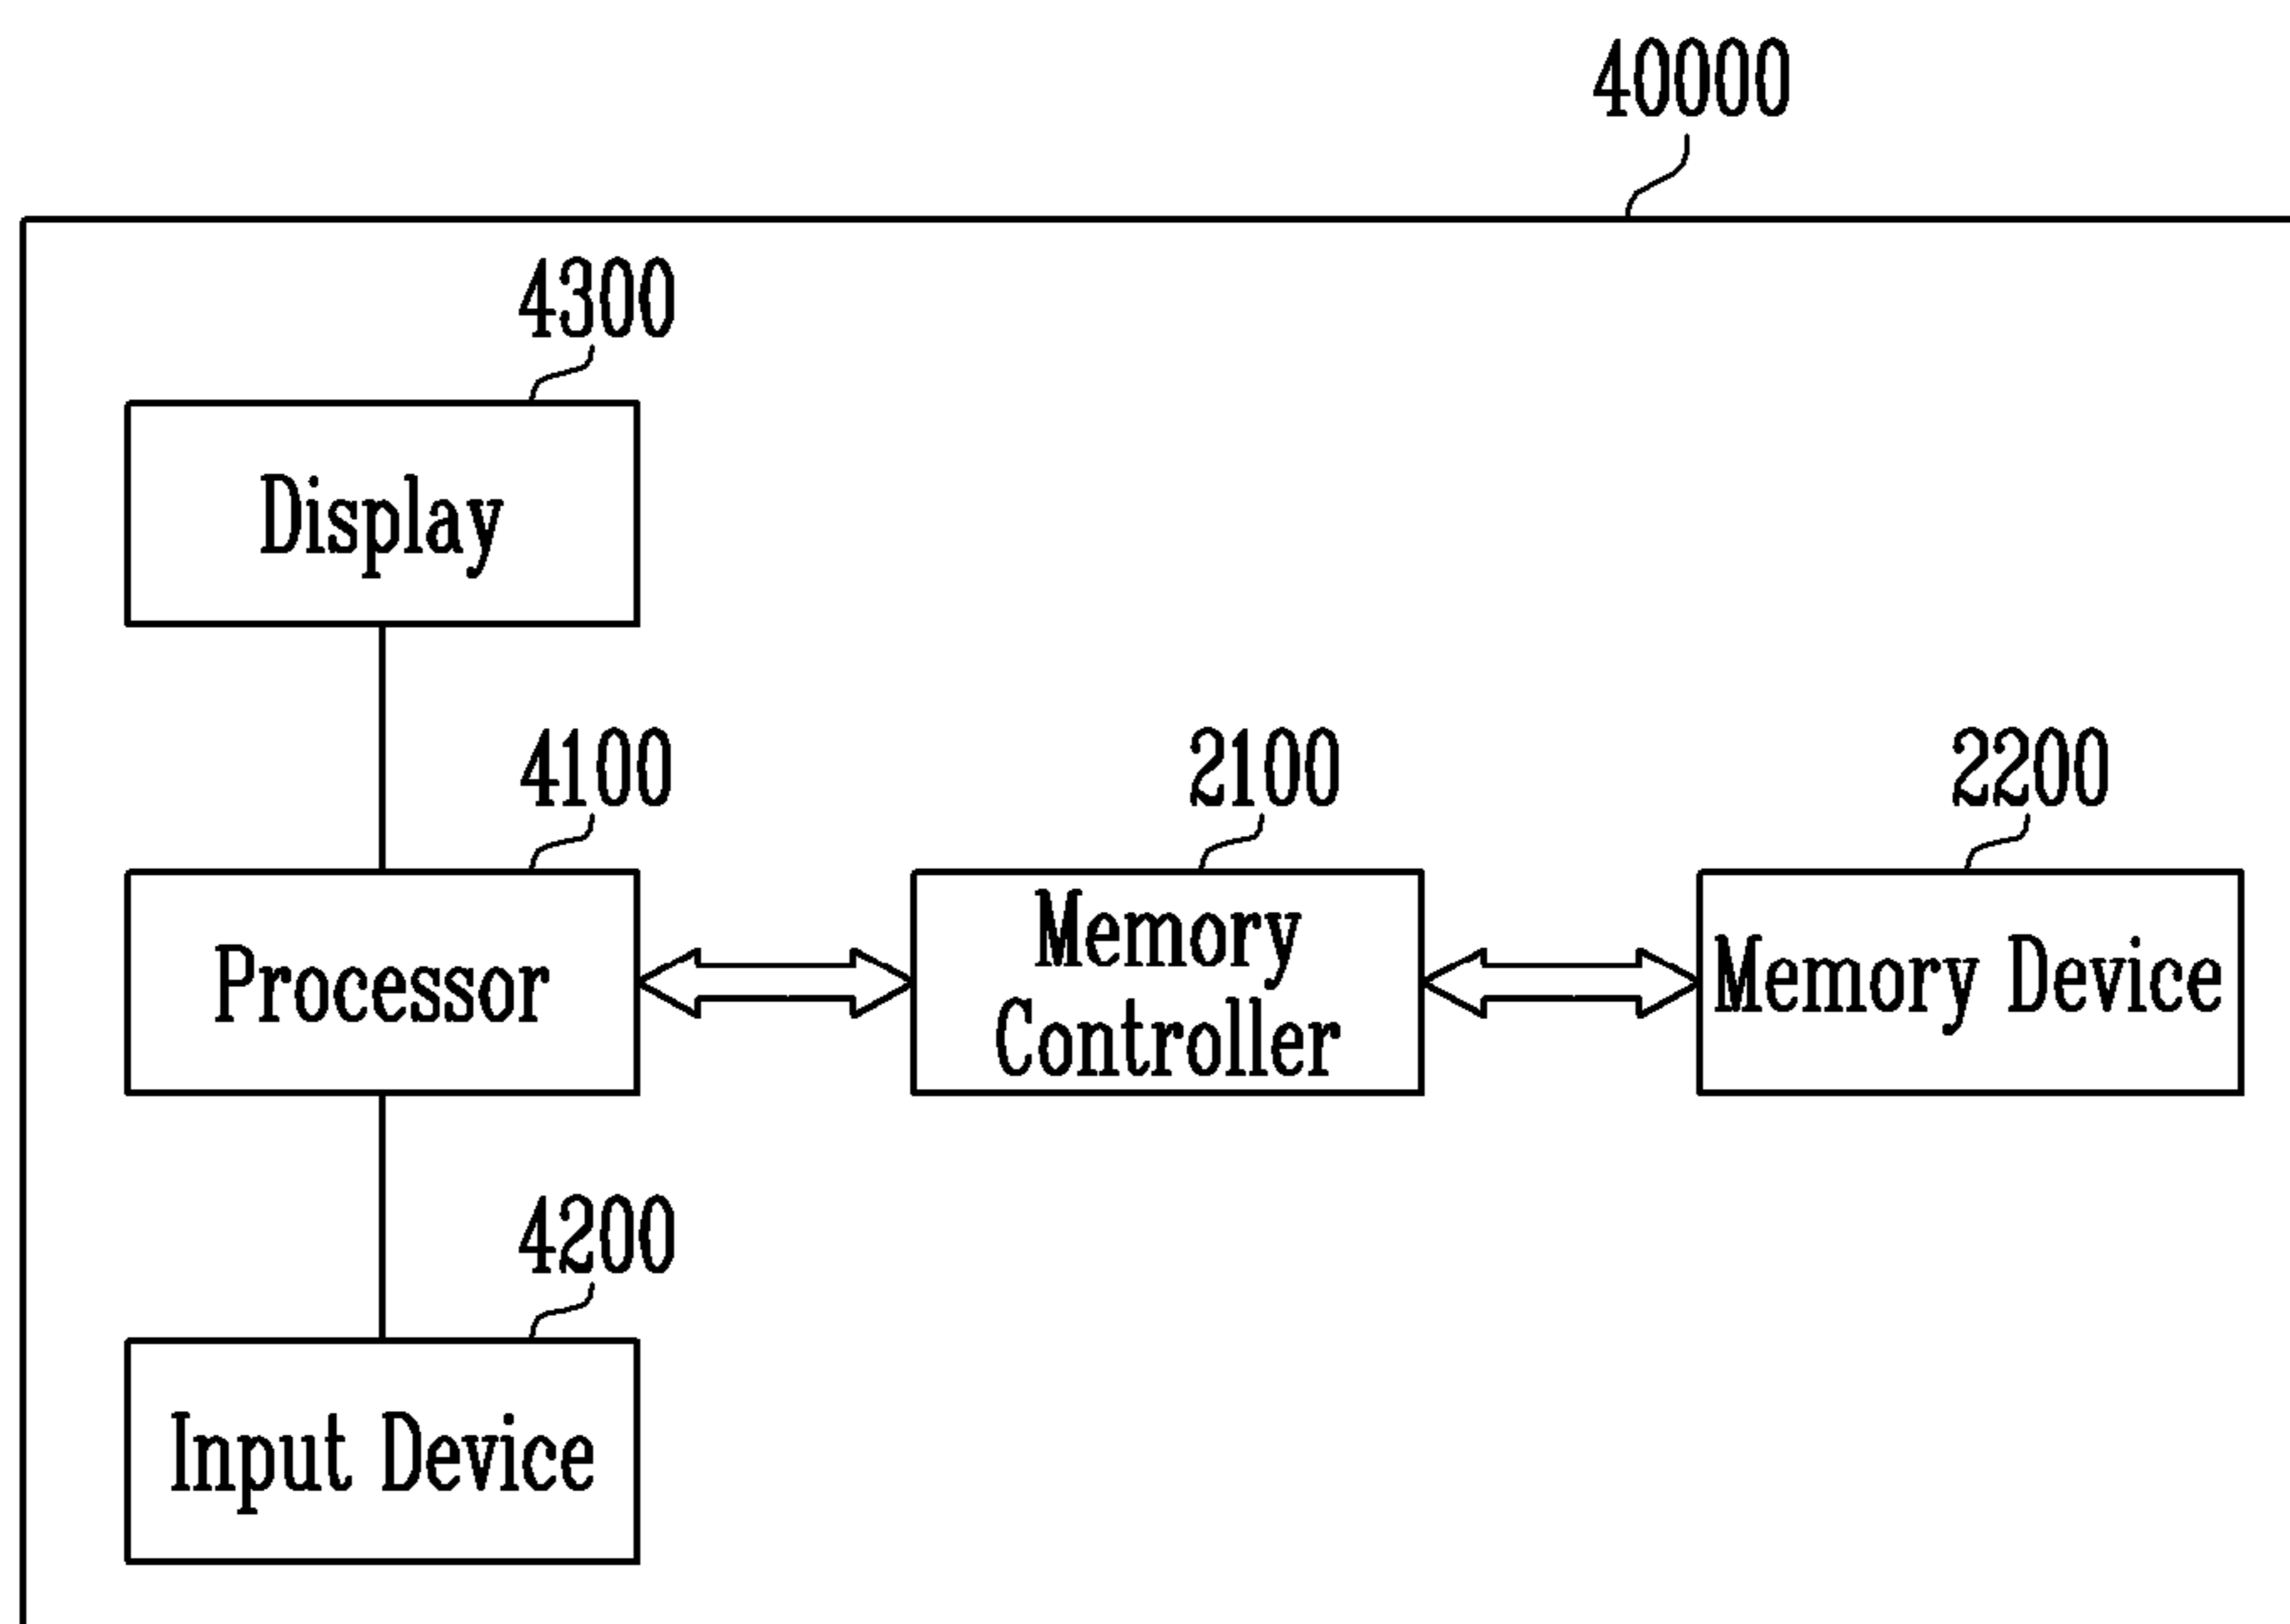 40000
4300
Display
4100
2100
2200
Processor
Memory
Controller
Memory Device
4200
Input Device